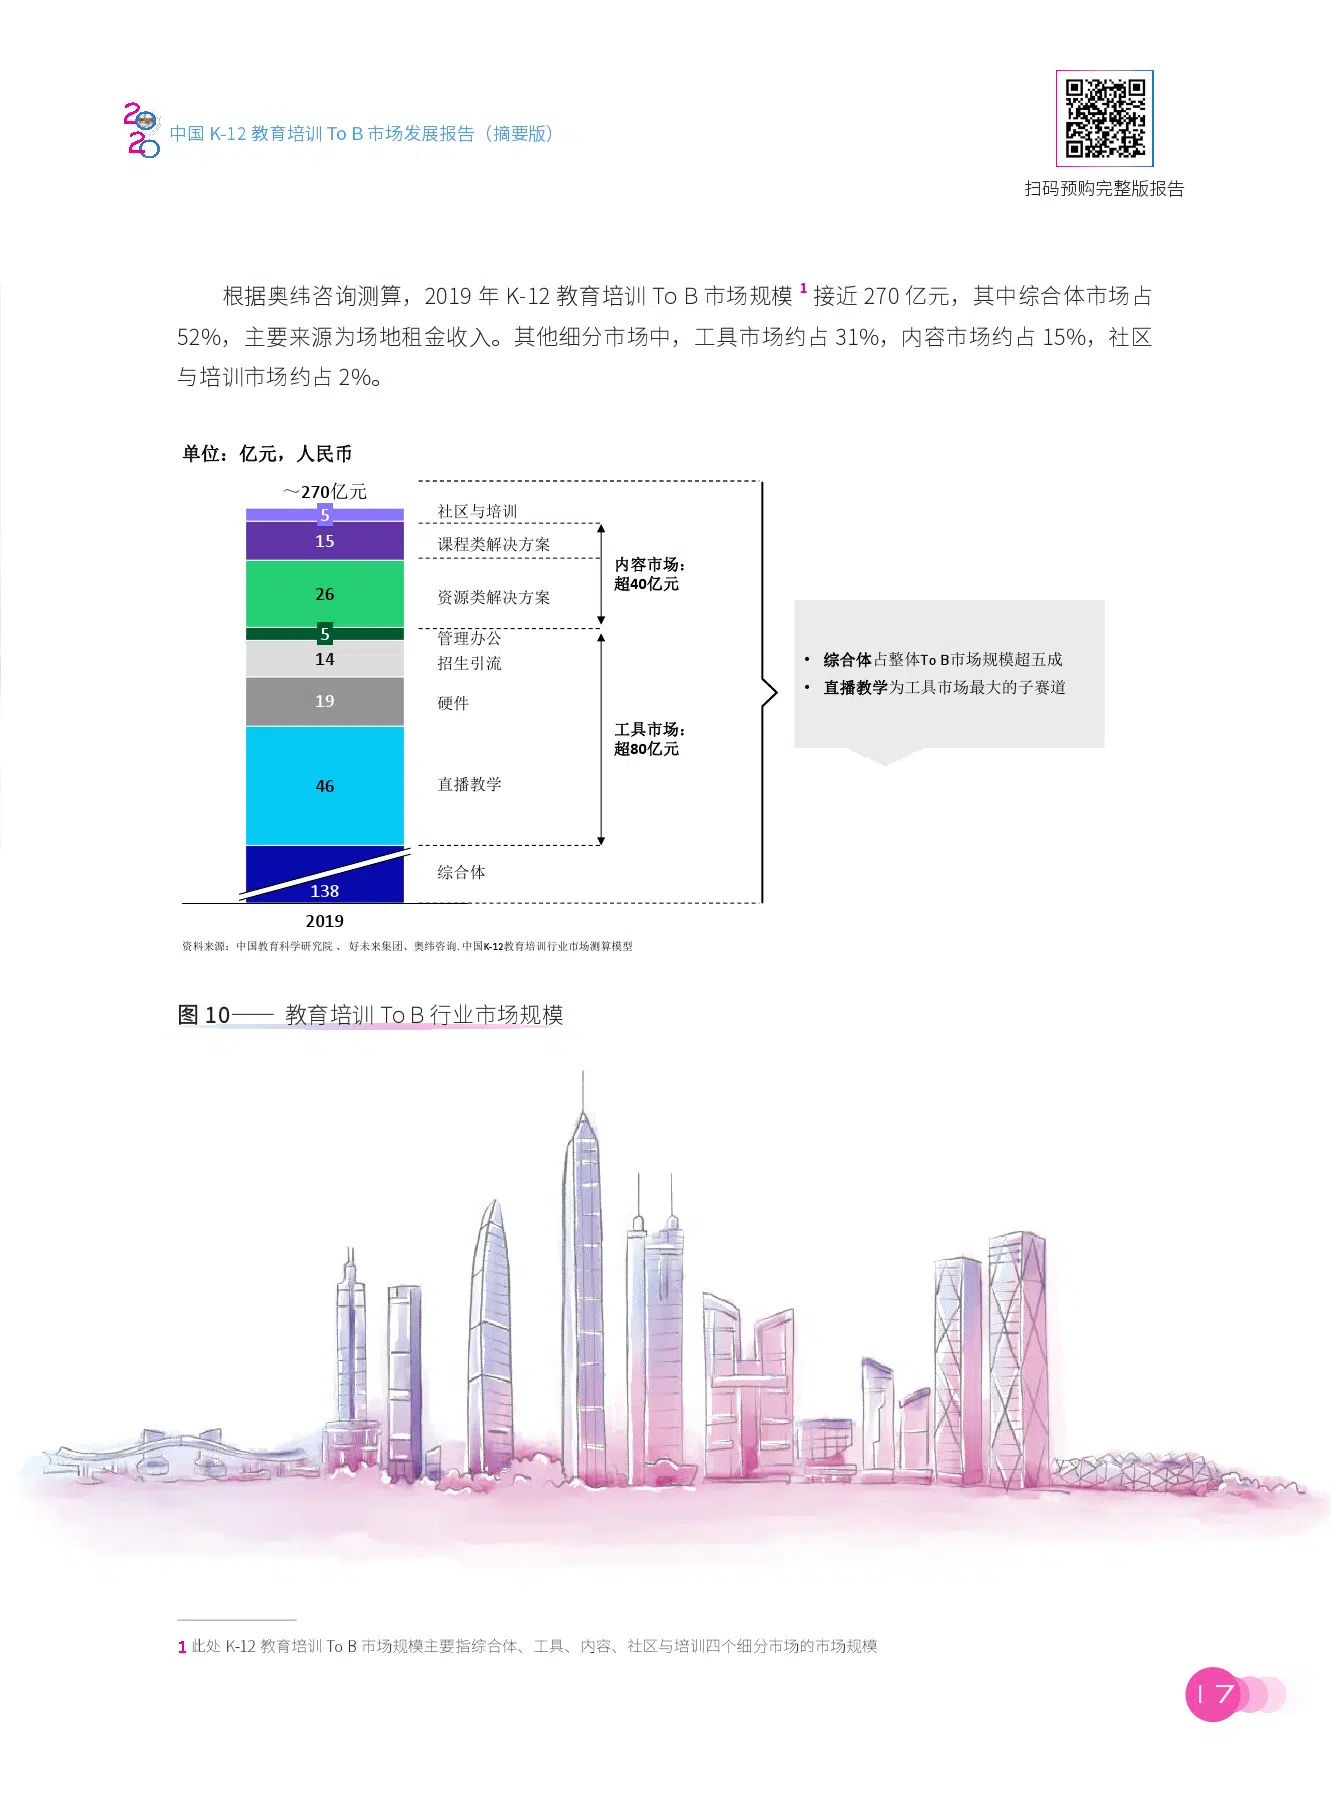 2020
中国 K-12 教育培训 To B 市场发展报告（摘要版）
扫码预购完整版报告
根据奥纬咨询测算，2019 年 K-12 教育培训 To B 市场规模 1 接近 270 亿元，其中综合体市场占
52%，主要来源为场地租金收入。其他细分市场中，工具市场约占 31%，内容市场约占 15%，社区
与培训市场约占 2%。
单位：亿元，人民币
～270亿元
5 社区与培训
15 课程类解决方案
内容市场：
超40亿元
26 资源类解决方案
5 管理办公
14 招生引流
19 硬件
工具市场：
超80亿元
46 直播教学
138 综合体
2019
• 综合体占整体To B市场规模超五成
• 直播教学为工具市场最大的子赛道
资料来源：中国教育科学研究院 、 好未来集团、奥纬咨询. 中国K-12教育培训行业市场测算模型
图 10—— 教育培训 To B 行业市场规模
1 此处 K-12 教育培训 To B 市场规模主要指综合体、工具、内容、社区与培训四个细分市场的市场规模
17